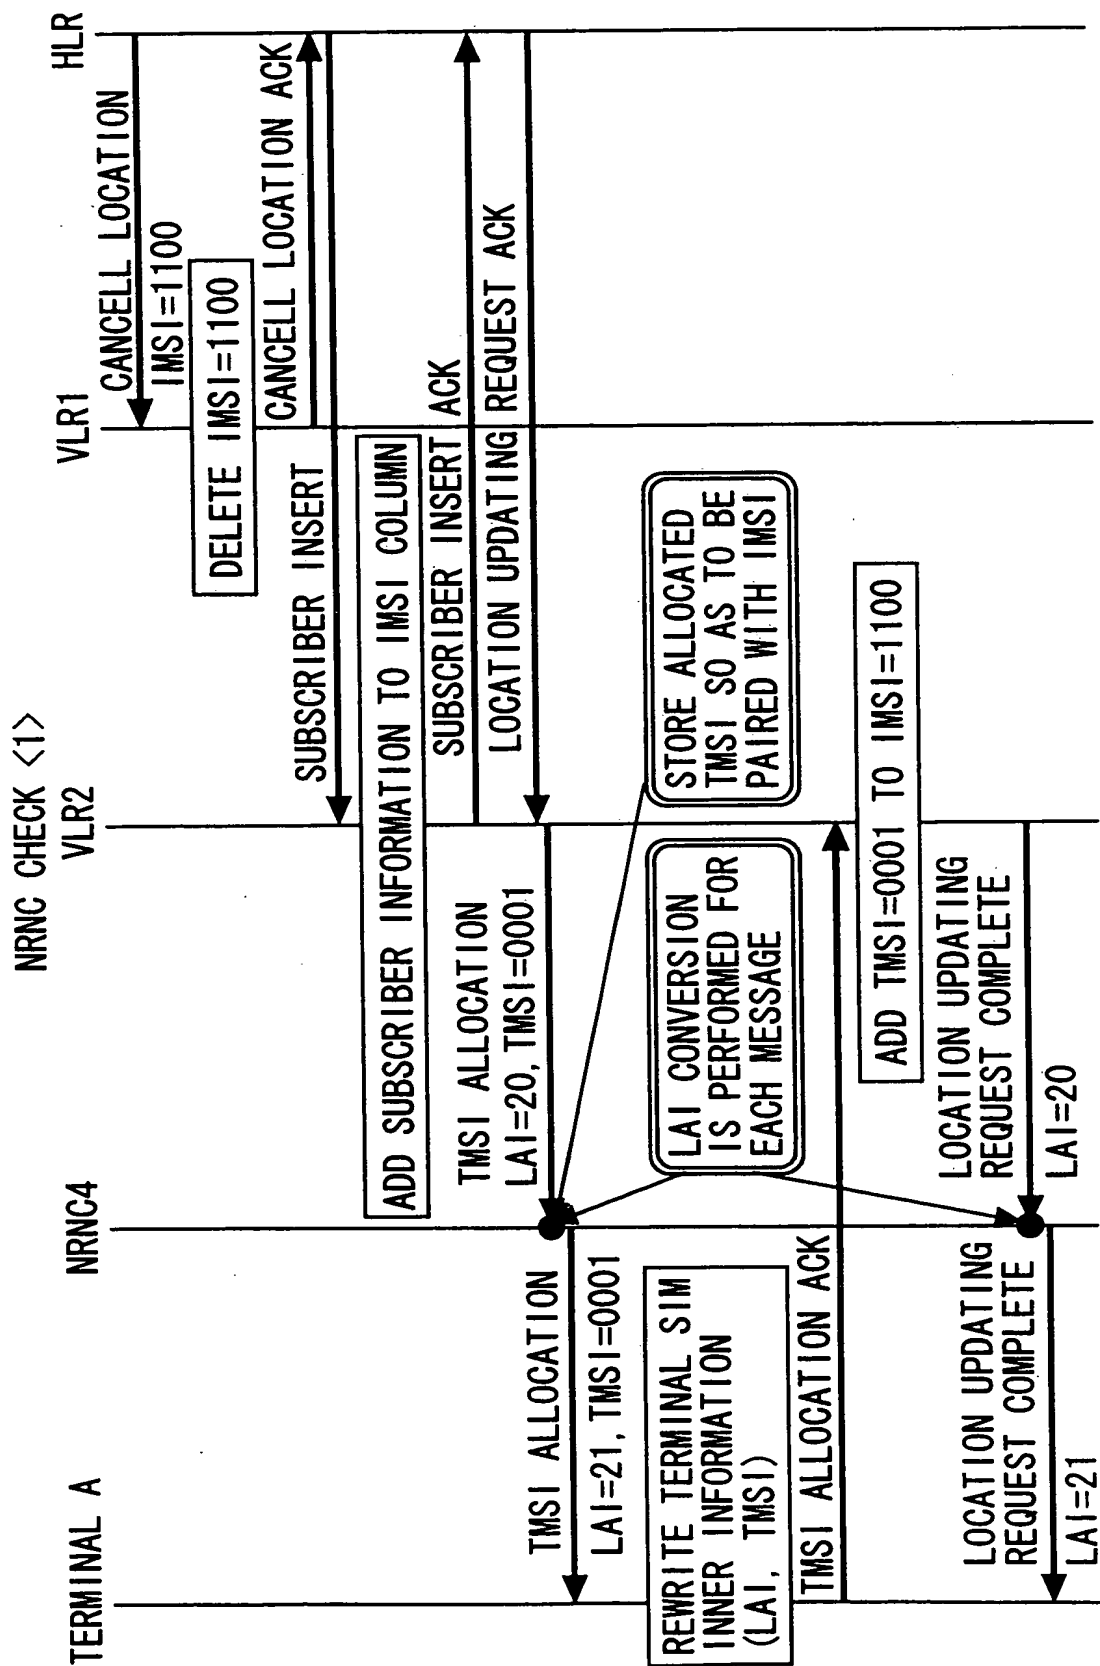 NRNC CHECK <1>
TERMINAL A
NRNC4
VLR2
VLR1
HLR
CANCELL LOCATION
IMSI=1100
DELETE IMSI=1100
CANCELL LOCATION ACK
SUBSCRIBER INSERT
ADD SUBSCRIBER INFORMATION TO IMSI COLUMN
SUBSCRIBER INSERT ACK
LOCATION UPDATING REQUEST ACK
TMSI ALLOCATION
LAI=20, TMSI=0001
TMSI ALLOCATION
LAI=21, TMSI=0001
STORE ALLOCATED
TMSI SO AS TO BE
PAIRED WITH IMSI
LAI CONVERSION
IS PERFORMED FOR
EACH MESSAGE
REWRITE TERMINAL SIM
INNER INFORMATION
(LAI, TMSI)
TMSI ALLOCATION ACK
ADD TMSI=0001 TO IMSI=1100
LOCATION UPDATING
REQUEST COMPLETE
LAI=20
LOCATION UPDATING
REQUEST COMPLETE
LAI=21